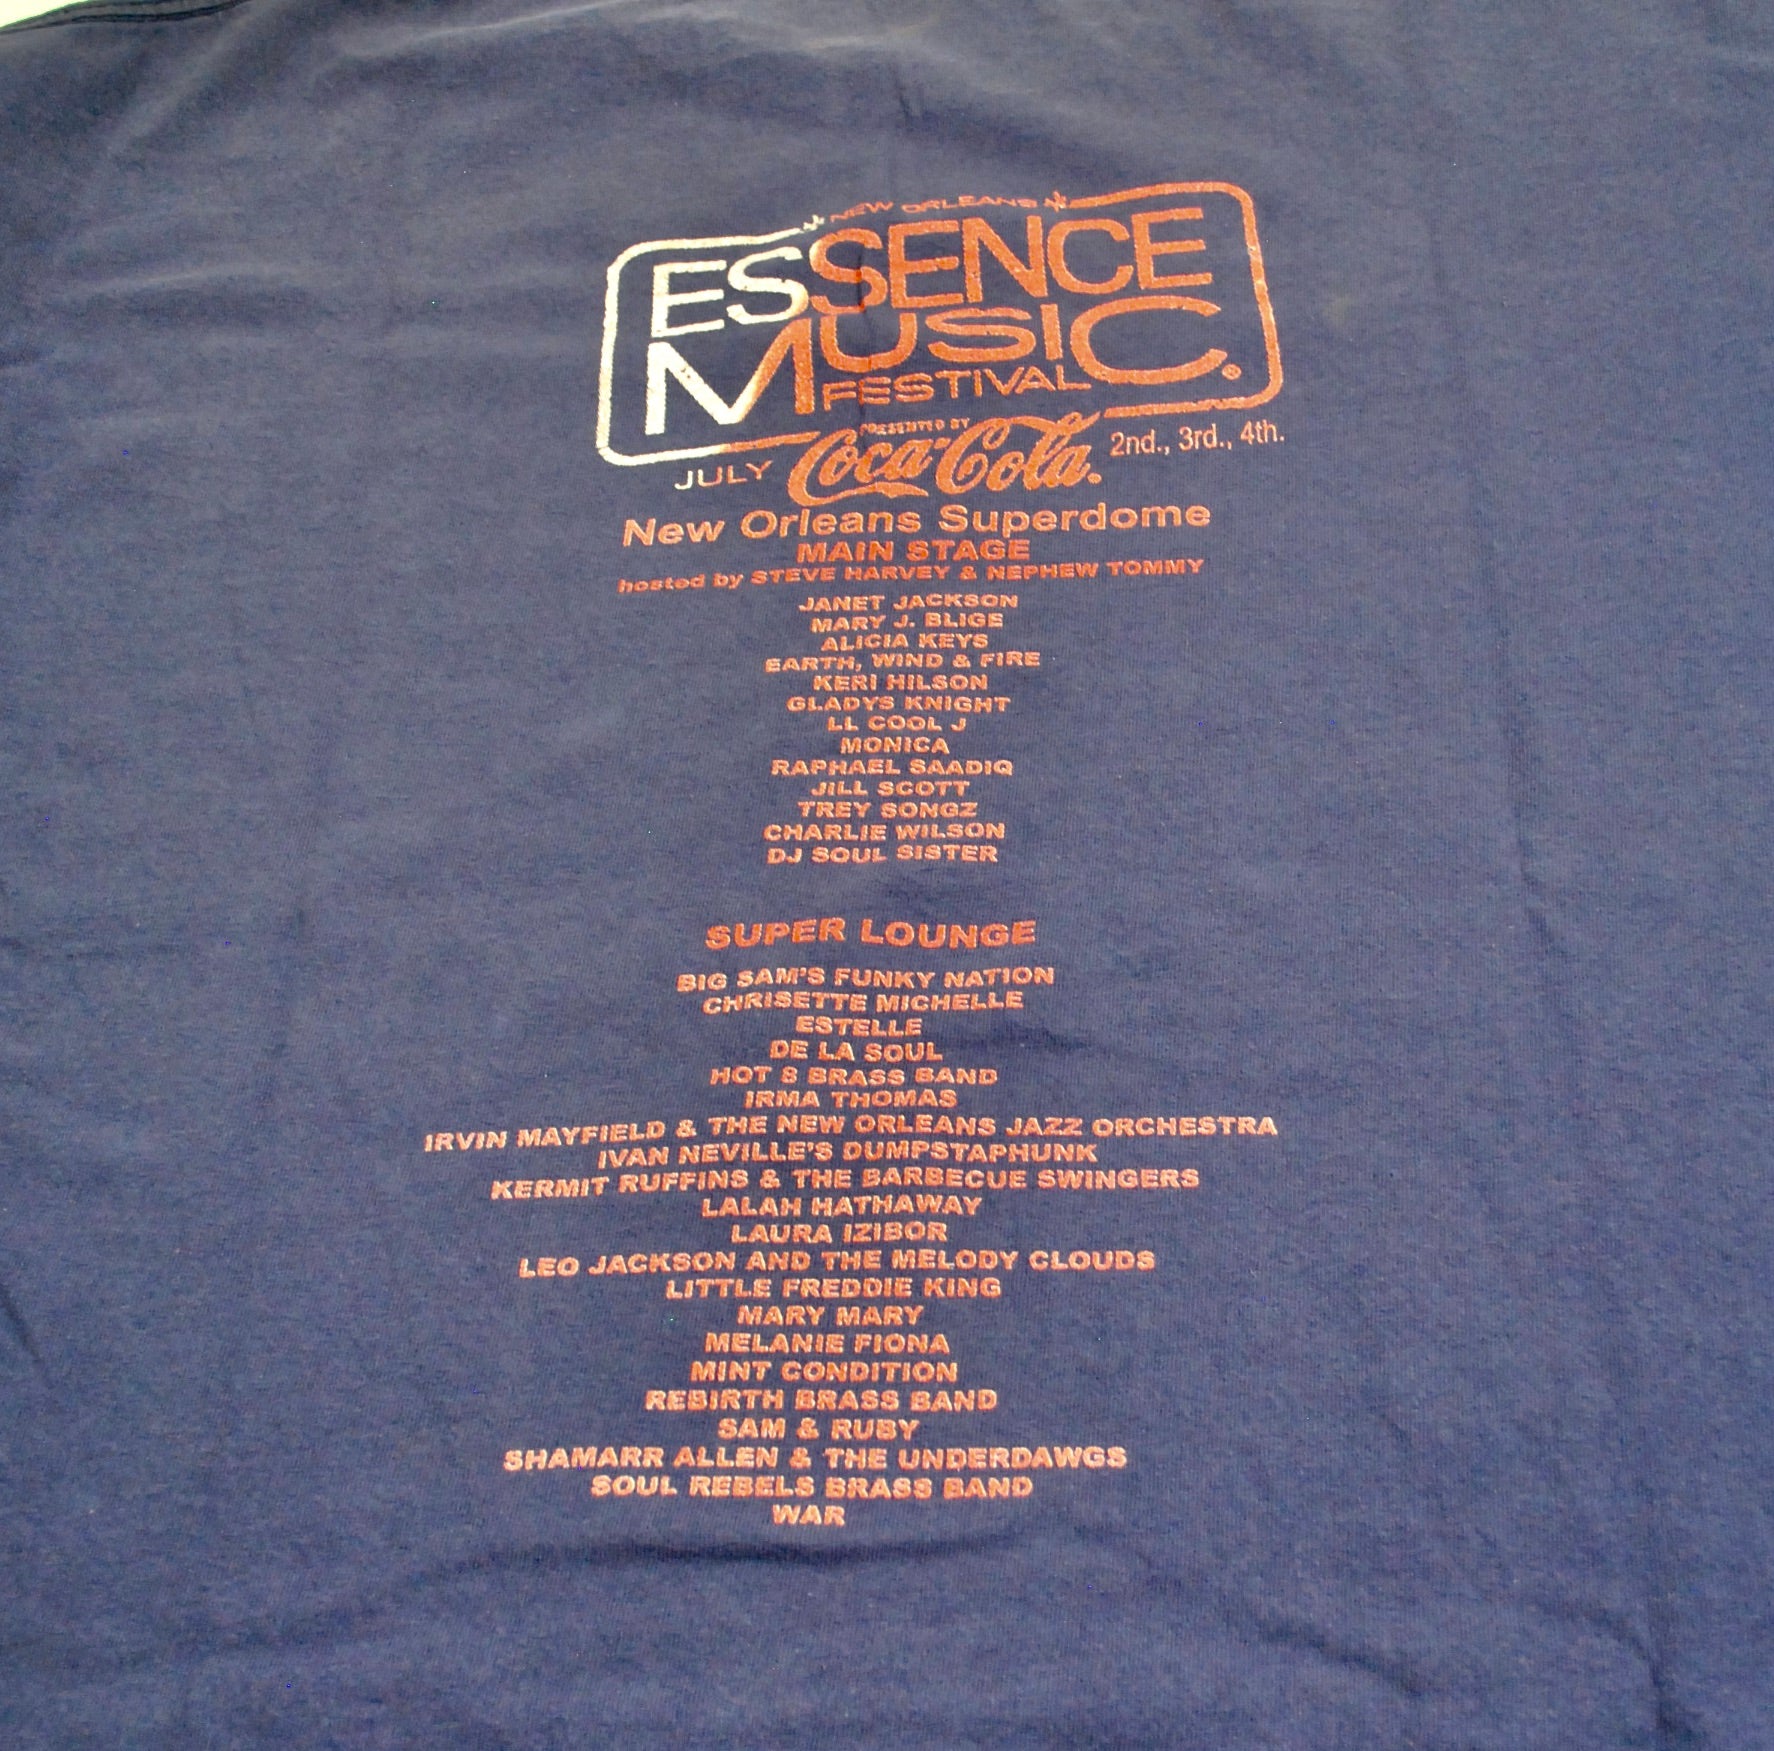 NEW ORLEANS
ESSENCE
MUSIC
FESTIVAL ®
PRESENTED BY
JULY Coca-Cola. 2nd., 3rd., 4th.
New Orleans Superdome
MAIN STAGE
hosted by STEVE HARVEY & NEPHEW TOMMY
JANET JACKSON
MARY J. BLIGE
ALICIA KEYS
EARTH, WIND & FIRE
KERI HILSON
GLADYS KNIGHT
LL COOL J
MONICA
RAPHAEL SAADIQ
JILL SCOTT
TREY SONGZ
CHARLIE WILSON
DJ SOUL SISTER
SUPER LOUNGE
BIG SAM'S FUNKY NATION
CHRISETTE MICHELLE
ESTELLE
DE LA SOUL
HOT 8 BRASS BAND
IRMA THOMAS
IRVIN MAYFIELD & THE NEW ORLEANS JAZZ ORCHESTRA
IVAN NEVILLE'S DUMPSTAPHUNK
KERMIT RUFFINS & THE BARBECUE SWINGERS
LALAH HATHAWAY
LAURA IZIBOR
LEO JACKSON AND THE MELODY CLOUDS
LITTLE FREDDIE KING
MARY MARY
MELANIE FIONA
MINT CONDITION
REBIRTH BRASS BAND
SAM & RUBY
SHAMARR ALLEN & THE UNDERDAWGS
SOUL REBELS BRASS BAND
WAR